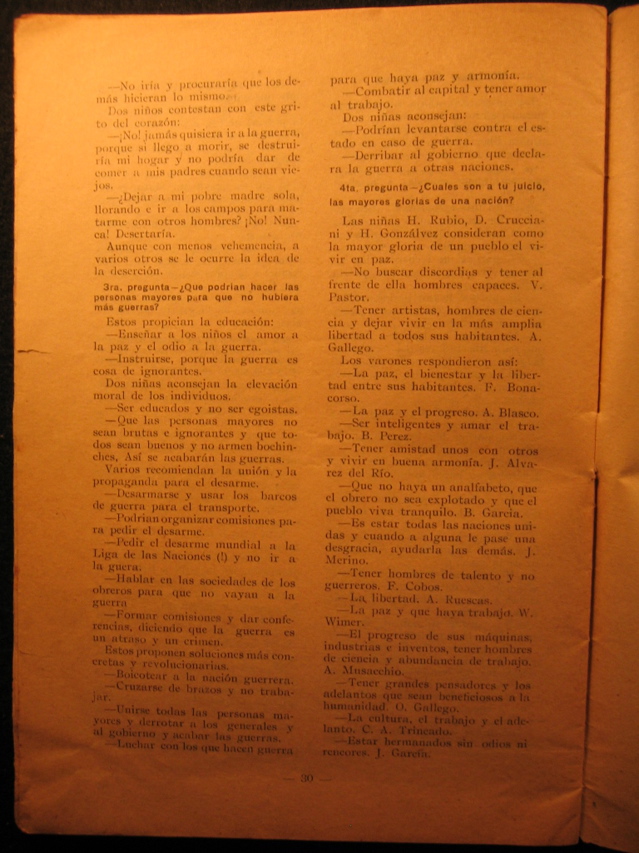 —No iría y procuraría que los de-
más hicieran lo mismo.
Dos niños contestan con este gri-
to del corazón:
—¡No! jamás quisiera ir a la guerra,
porque si llego a morir, se destrui-
ría mi hogar y no podría dar de
comer a mis padres cuando sean vie-
jos.
—¿Dejar a mi pobre madre sola,
llorando e ir a los campos para ma-
tarme con otros hombres? ¡No! Nun-
ca! Desertaría.
Aunque con menos vehemencia, a
varios otros se le ocurre la idea de
la deserción.
3ra. pregunta—¿Que podrían hacer las
personas mayores para que no hubiera
más guerras?
Estos propician la educación:
—Enseñar a los niños el amor a
la paz y el odio a la guerra.
—Instruirse, porque la guerra es
cosa de ignorantes.
Dos niñas aconsejan la elevación
moral de los individuos.
—Ser educados y no ser egoistas.
—Que las personas mayores no
sean brutas e ignorantes y que to-
dos sean buenos y no armen bochin-
ches, Así se acabarán las guerras.
Varios recomiendan la unión y la
propaganda para el desarme.
—Desarmarse y usar los barcos
de guerra para el transporte.
—Podrían organizar comisiones pa-
ra pedir el desarme.
—Pedir el desarme mundial a la
Liga de las Naciones (!) y no ir a
la guera.
—Hablar en las sociedades de los
obreros para que no vayan a la
guerra
—Formar comisiones y dar confe-
rencias, diciendo que la guerra es
un atraso y un crimen.
Estos proponen soluciones más con-
cretas y revolucionarias.
—Boicotear a la nación guerrera.
—Cruzarse de brazos y no traba-
jar.
—Unirse todas las personas ma-
yores y derrotar a los generales y
al gobierno y acabar las guerras.
—Luchar con los que hacen guerra
para que haya paz y armonía.
—Combatir al capital y tener amor
al trabajo.
Dos niños aconsejan:
—Podrían levantarse contra el es-
tado en caso de guerra.
—Derribar al gobierno que decla-
ra la guerra a otras naciones.
4ta. pregunta—¿Cuales son a tu juicio,
las mayores glorias de una nación?
Las niñas H. Rubio, D. Cruccia-
ni y H. Gonzálvez consideran como
la mayor gloria de un pueblo el vi-
vir en paz.
—No buscar discordias y tener al
frente de ella hombres capaces. V.
Pastor.
—Tener artistas, hombres de cien-
cia y dejar vivir en la más amplia
libertad a todos sus habitantes. A.
Gallego.
Los varones respondieron así:
—La paz, el bienestar y la liber-
tad entre sus habitantes. F. Bona-
corso.
—La paz y el progreso. A. Blasco.
—Ser inteligentes y amar el tra-
bajo. B. Perez.
—Tener amistad unos con otros
y vivir en buena armonía. J. Alva-
rez del Río.
—Que no haya un analfabeto, que
el obrero no sea explotado y que el
pueblo viva tranquilo. B. García.
—Es estar todas las naciones uni-
das y cuando a alguna le pase una
desgracia, ayudarla las demás. J.
Merino.
—Tener hombres de talento y no
guerreros. F. Cobos.
—La libertad. A. Ruescas.
—La paz y que haya trabajo. W.
Wimer.
—El progreso de sus máquinas,
industrias e inventos, tener hombres
de ciencia y abundancia de trabajo.
A. Musacchio.
—Tener grandes pensadores y los
adelantos que sean beneficiosos a la
humanidad. O. Gallego.
—La cultura, el trabajo y el ade-
lanto. C. A. Trincado.
—Estar hermanados sin odios ni
rencores. J. García.
— 30 —